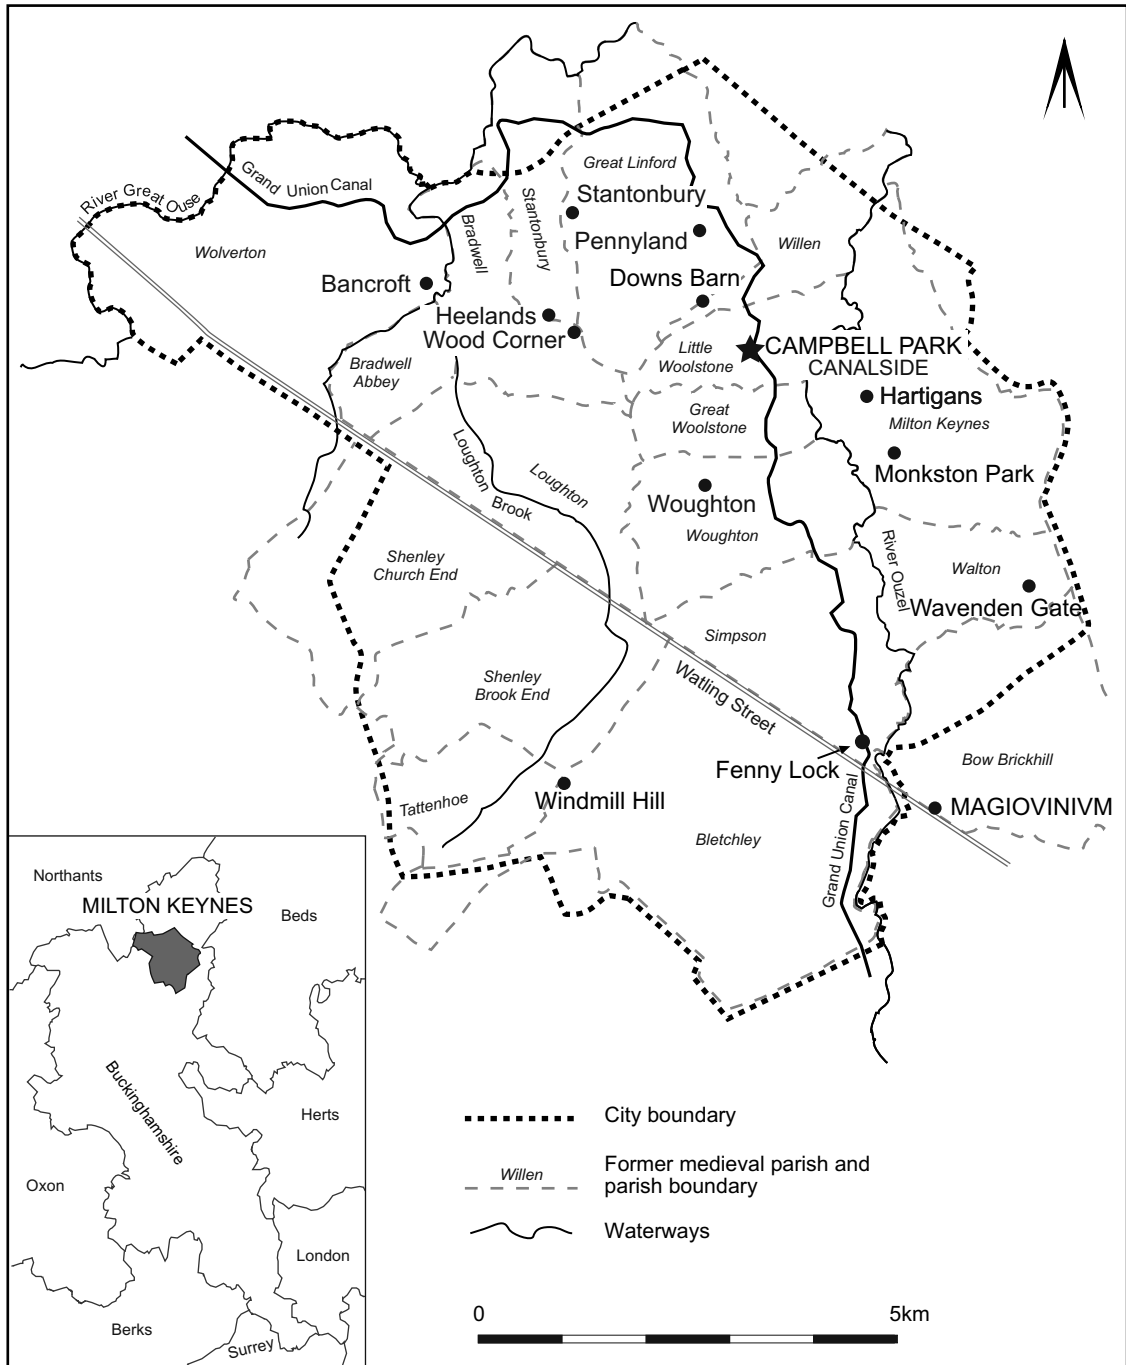 Great Linford
Stantonbury
River Great Ouse
Grand Union Canal
Stantonbury
Bradwell
Pennyland
Willen
Wolverton
Downs Barn
Bancroft
Heelands
Wood Corner
Little
Woolstone
CAMPBELL PARK
CANALSIDE
Bradwell
Abbey
Hartigans
Great
Woolstone
Milton Keynes
Loughton Brook
Loughton
Monkston Park
Woughton
Woughton
Shenley
Church End
River Ouzel
Walton
Wavenden Gate
Simpson
Shenley
Brook End
Watling Street
Fenny Lock
Bow Brickhill
Tattenhoe
Windmill Hill
MAGIOVINIVM
Bletchley
Grand Union Canal
Northants
MILTON KEYNES
Beds
Buckinghamshire
Herts
Oxon
London
Berks
Surrey
City boundary
Willen
Former medieval parish and
parish boundary
Waterways
0
5km